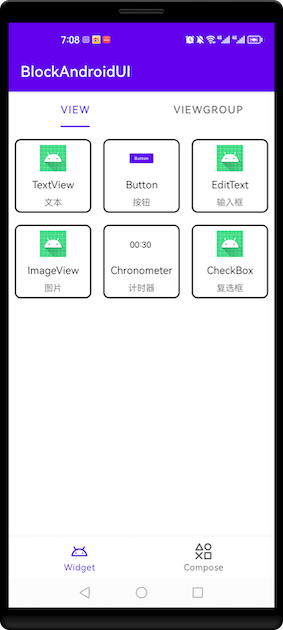 7:08
BlockAndroidUI
VIEW
VIEWGROUP
TextView
文本
Button
Button
按钮
EditText
输入框
ImageView
图片
00:30
Chronometer
计时器
CheckBox
复选框
Widget
Compose